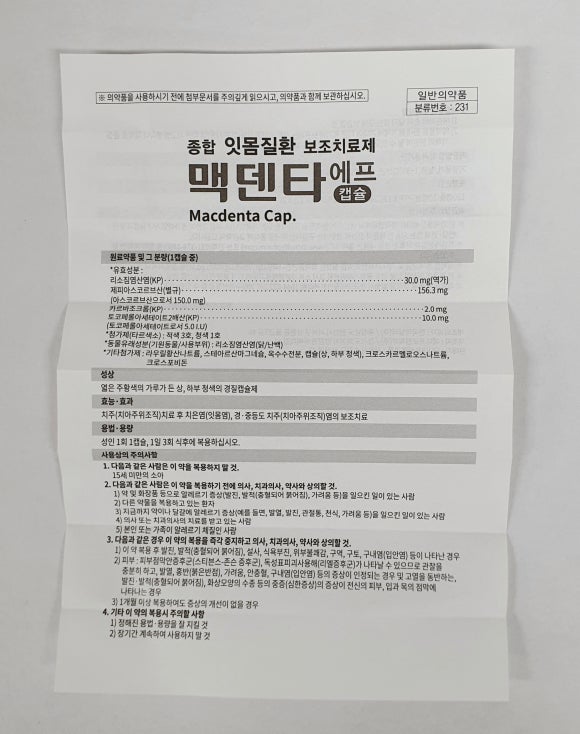 ※ 의약품을 사용하시기 전에 첨부문서를 주의깊게 읽으시고, 의약품과 함께 보관하십시오.
일반의약품
분류번호 : 231
종합 잇몸질환 보조치료제
맥덴타에프
캡슐
Macdenta Cap.
원료약품 및 그 분량(1캡슐 중)
*유효성분 :
리소짐염산염(KP) 30.0 mg(역가)
제피아스코르브산(별규) 156.3 mg
(아스코르브산으로서 150.0 mg)
카르바조크롬(KP) 2.0 mg
토코페롤아세테이트2배산(KP) 10.0 mg
(토코페롤아세테이트로서 5.0 I.U)
*첨가제(타르색소) : 적색 3호, 청색 1호
*동물유래성분(기원동물/사용부위) : 리소짐염산염(닭/난백)
*기타첨가제 : 라우릴황산나트륨, 스테아르산마그네슘, 옥수수전분, 캡슐(상, 하부 청색), 크로스카르멜로오스나트륨,
크로스포비돈
성상
엷은 주황색의 가루가 든 상, 하부 청색의 경질캡슐제
효능·효과
치주(치아주위조직)치료 후 치은염(잇몸염), 경·중등도 치주(치아주위조직)염의 보조치료
용법·용량
성인 1회 1캡슐, 1일 3회 식후에 복용하십시오.
사용상의 주의사항
1. 다음과 같은 사람은 이 약을 복용하지 말 것.
15세 미만의 소아
2. 다음과 같은 사람은 이 약을 복용하기 전에 의사, 치과의사, 약사와 상의할 것.
1) 약 및 화장품 등으로 알레르기 증상(발진, 발적(충혈되어 붉어짐), 가려움 등)을 일으킨 일이 있는 사람
2) 다른 약물을 복용하고 있는 환자
3) 지금까지 약이나 달걀에 알레르기 증상(예를 들면, 발열, 발진, 관절통, 천식, 가려움 등)을 일으킨 일이 있는 사람
4) 의사 또는 치과의사의 치료를 받고 있는 사람
5) 본인 또는 가족이 알레르기 체질인 사람
3. 다음과 같은 경우 이 약의 복용을 즉각 중지하고 의사, 치과의사, 약사와 상의할 것.
1) 이 약 복용 후 발진, 발적(충혈되어 붉어짐), 설사, 식욕부진, 위부불쾌감, 구역, 구토, 구내염(입안염) 등이 나타난 경우
2) 피부 : 피부점막안증후군(스티븐스-존슨 증후군), 독성표피괴사용해(리엘증후군)가 나타날 수 있으므로 관찰을
충분히 하고, 발열, 홍반(붉은반점), 가려움, 안충혈, 구내염(입안염) 등의 증상이 인정되는 경우 및 고열을 동반하는,
발진·발적(충혈되어 붉어짐), 화상모양의 수종 등의 중증(심한증상)의 증상이 전신의 피부, 입과 목의 점막에
나타나는 경우
3) 1개월 이상 복용하여도 증상의 개선이 없을 경우
4. 기타 이 약의 복용시 주의할 사항
1) 정해진 용법·용량을 잘 지킬 것
2) 장기간 계속하여 사용하지 말 것